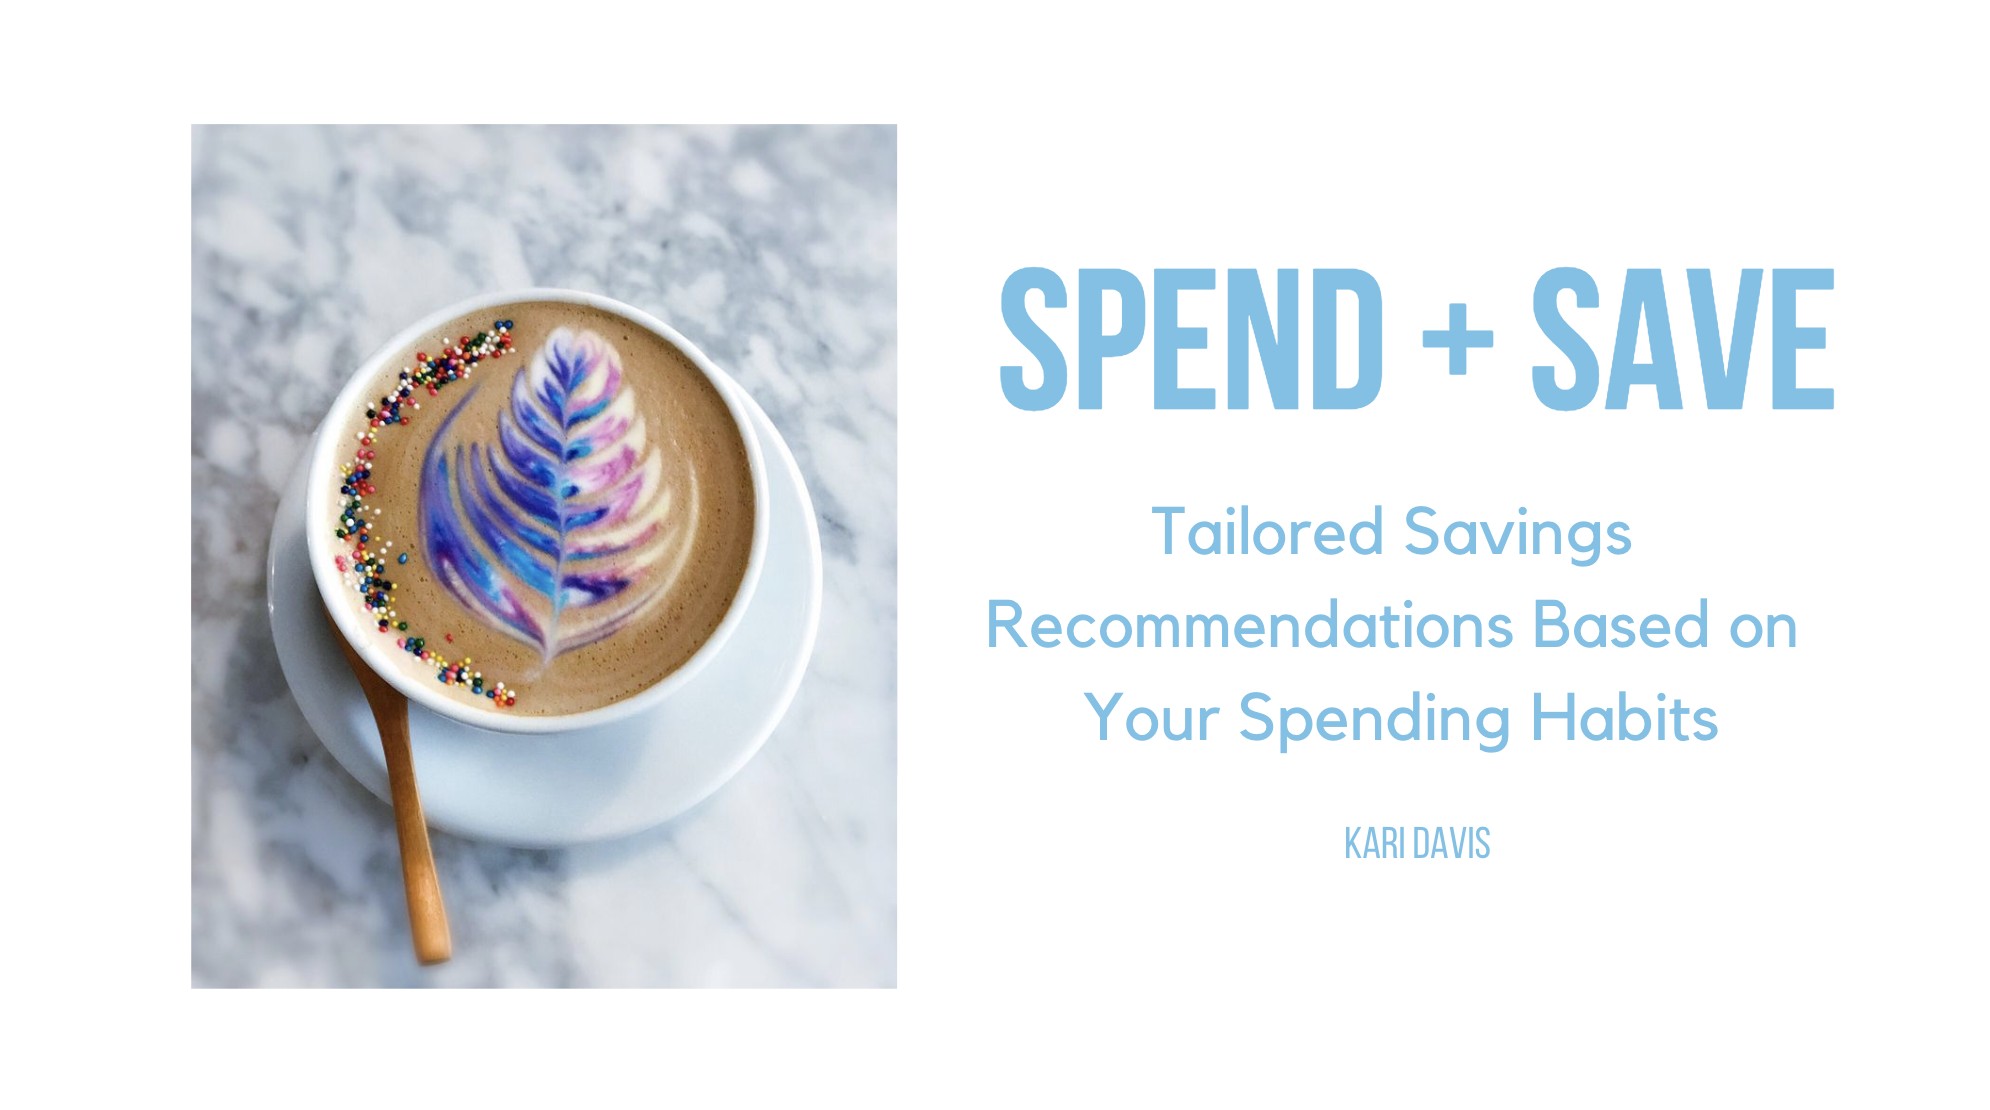 SPEND + SAVE
Tailored Savings
Recommendations Based on
Your Spending Habits
KARI DAVIS